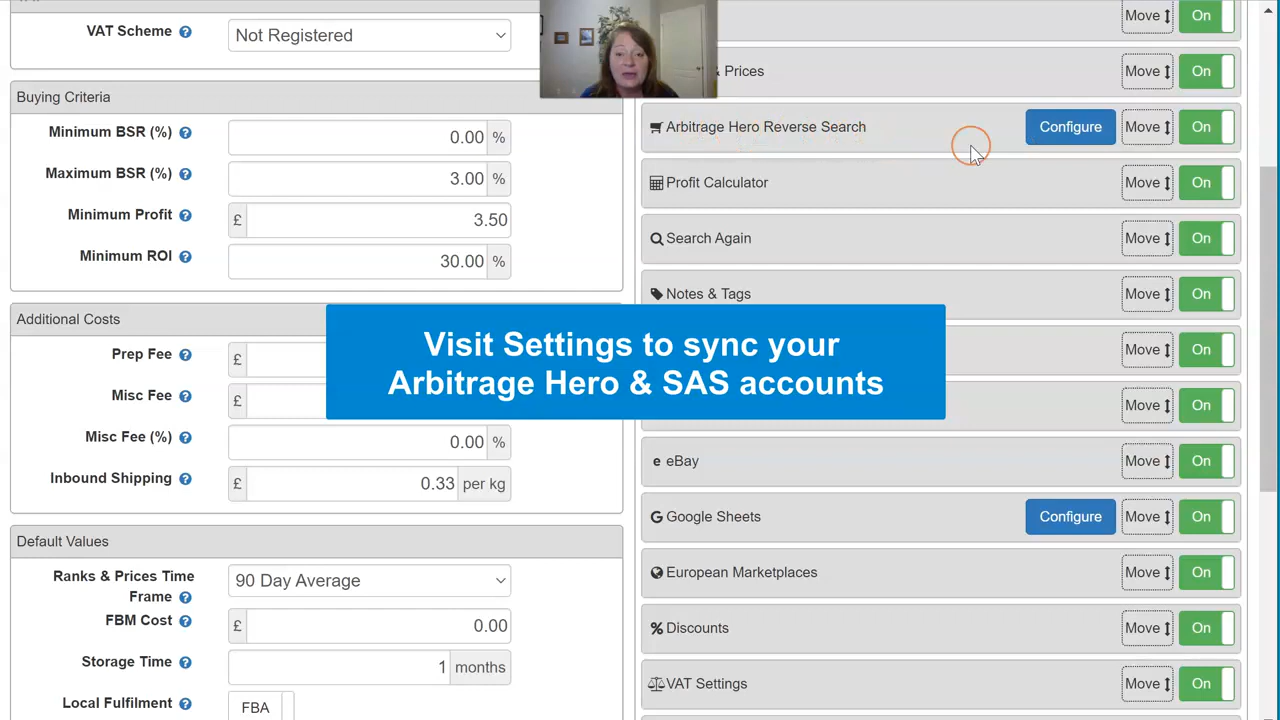 VAT Scheme
Not Registered
Buying Criteria
Minimum BSR (%)
0.00 %
Maximum BSR (%)
3.00 %
Minimum Profit
£ 3.50
Minimum ROI
30.00 %
Additional Costs
Prep Fee
£
Misc Fee
£
Misc Fee (%)
0.00 %
Inbound Shipping
£ 0.33 per kg
Default Values
Ranks & Prices Time
Frame
90 Day Average
FBM Cost
£ 0.00
Storage Time
1 months
Local Fulfilment
FBA
Move On
& Prices Move On
Arbitrage Hero Reverse Search Configure Move On
Profit Calculator Move On
Search Again Move On
Notes & Tags Move On
Visit Settings to sync your
Arbitrage Hero & SAS accounts
Move On
Move On
eBay Move On
Google Sheets Configure Move On
European Marketplaces Move On
Discounts Move On
VAT Settings Move On